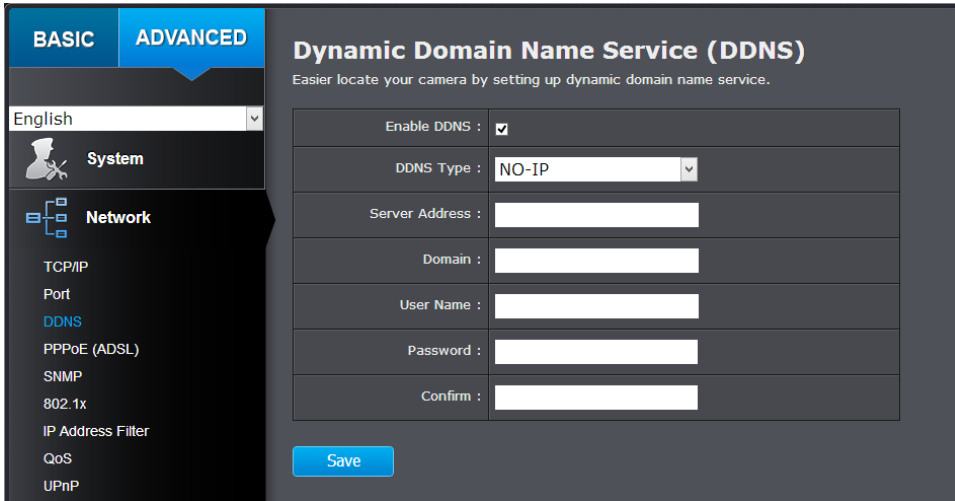 BASIC
ADVANCED
English
System
Network
TCP/IP
Port
DDNS
PPPoE (ADSL)
SNMP
802.1x
IP Address Filter
QoS
UPnP
Dynamic Domain Name Service (DDNS)
Easier locate your camera by setting up dynamic domain name service.
Enable DDNS :
DDNS Type : NO-IP
Server Address :
Domain :
User Name :
Password :
Confirm :
Save